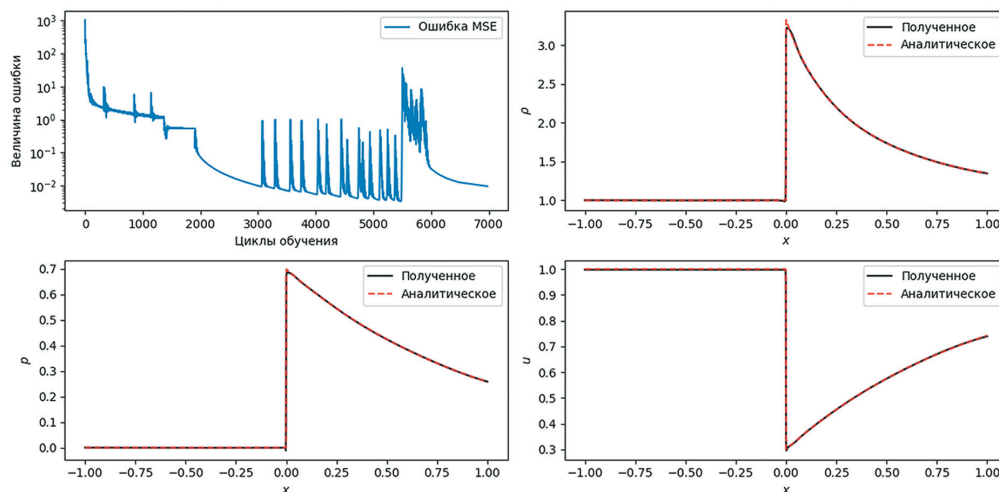 10³
10²
10¹
10⁰
10⁻¹
10⁻²
Величина ошибки
Ошибка MSE
0 1000 2000 3000 4000 5000 6000 7000
Циклы обучения
3.0
2.5
2.0
1.5
1.0
ρ
Полученное
Аналитическое
−1.00 −0.75 −0.50 −0.25 0.00 0.25 0.50 0.75 1.00
x
0.7
0.6
0.5
0.4
0.3
0.2
0.1
0.0
p
Полученное
Аналитическое
−1.00 −0.75 −0.50 −0.25 0.00 0.25 0.50 0.75 1.00
x
1.0
0.9
0.8
0.7
0.6
0.5
0.4
0.3
u
Полученное
Аналитическое
−1.00 −0.75 −0.50 −0.25 0.00 0.25 0.50 0.75 1.00
x